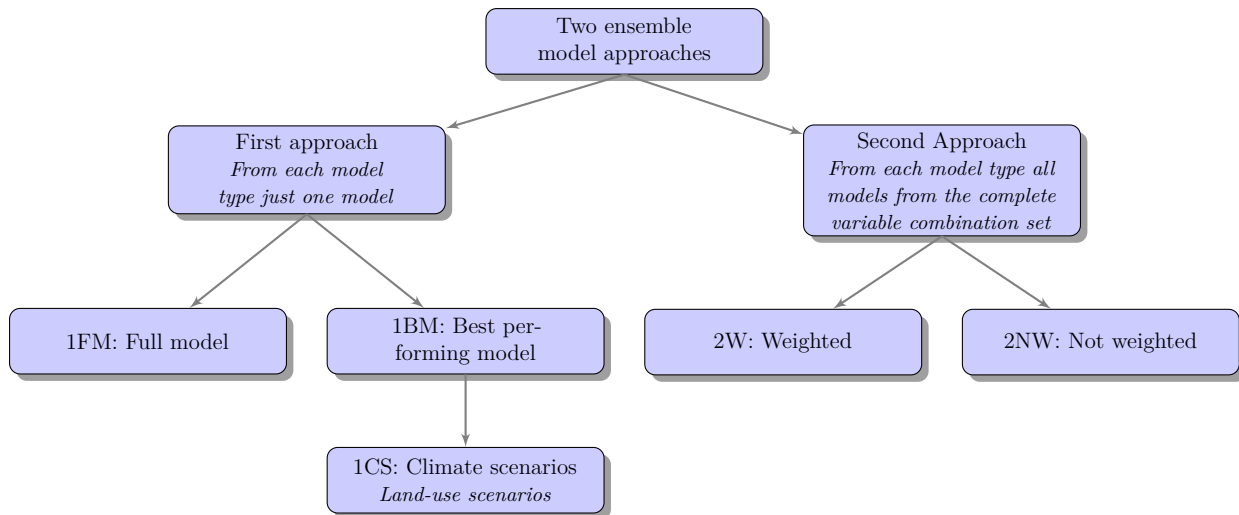 Two ensemble
model approaches
First approach
From each model
type just one model
Second Approach
From each model type all
models from the complete
variable combination set
1FM: Full model
1BM: Best per-
forming model
2W: Weighted
2NW: Not weighted
1CS: Climate scenarios
Land-use scenarios